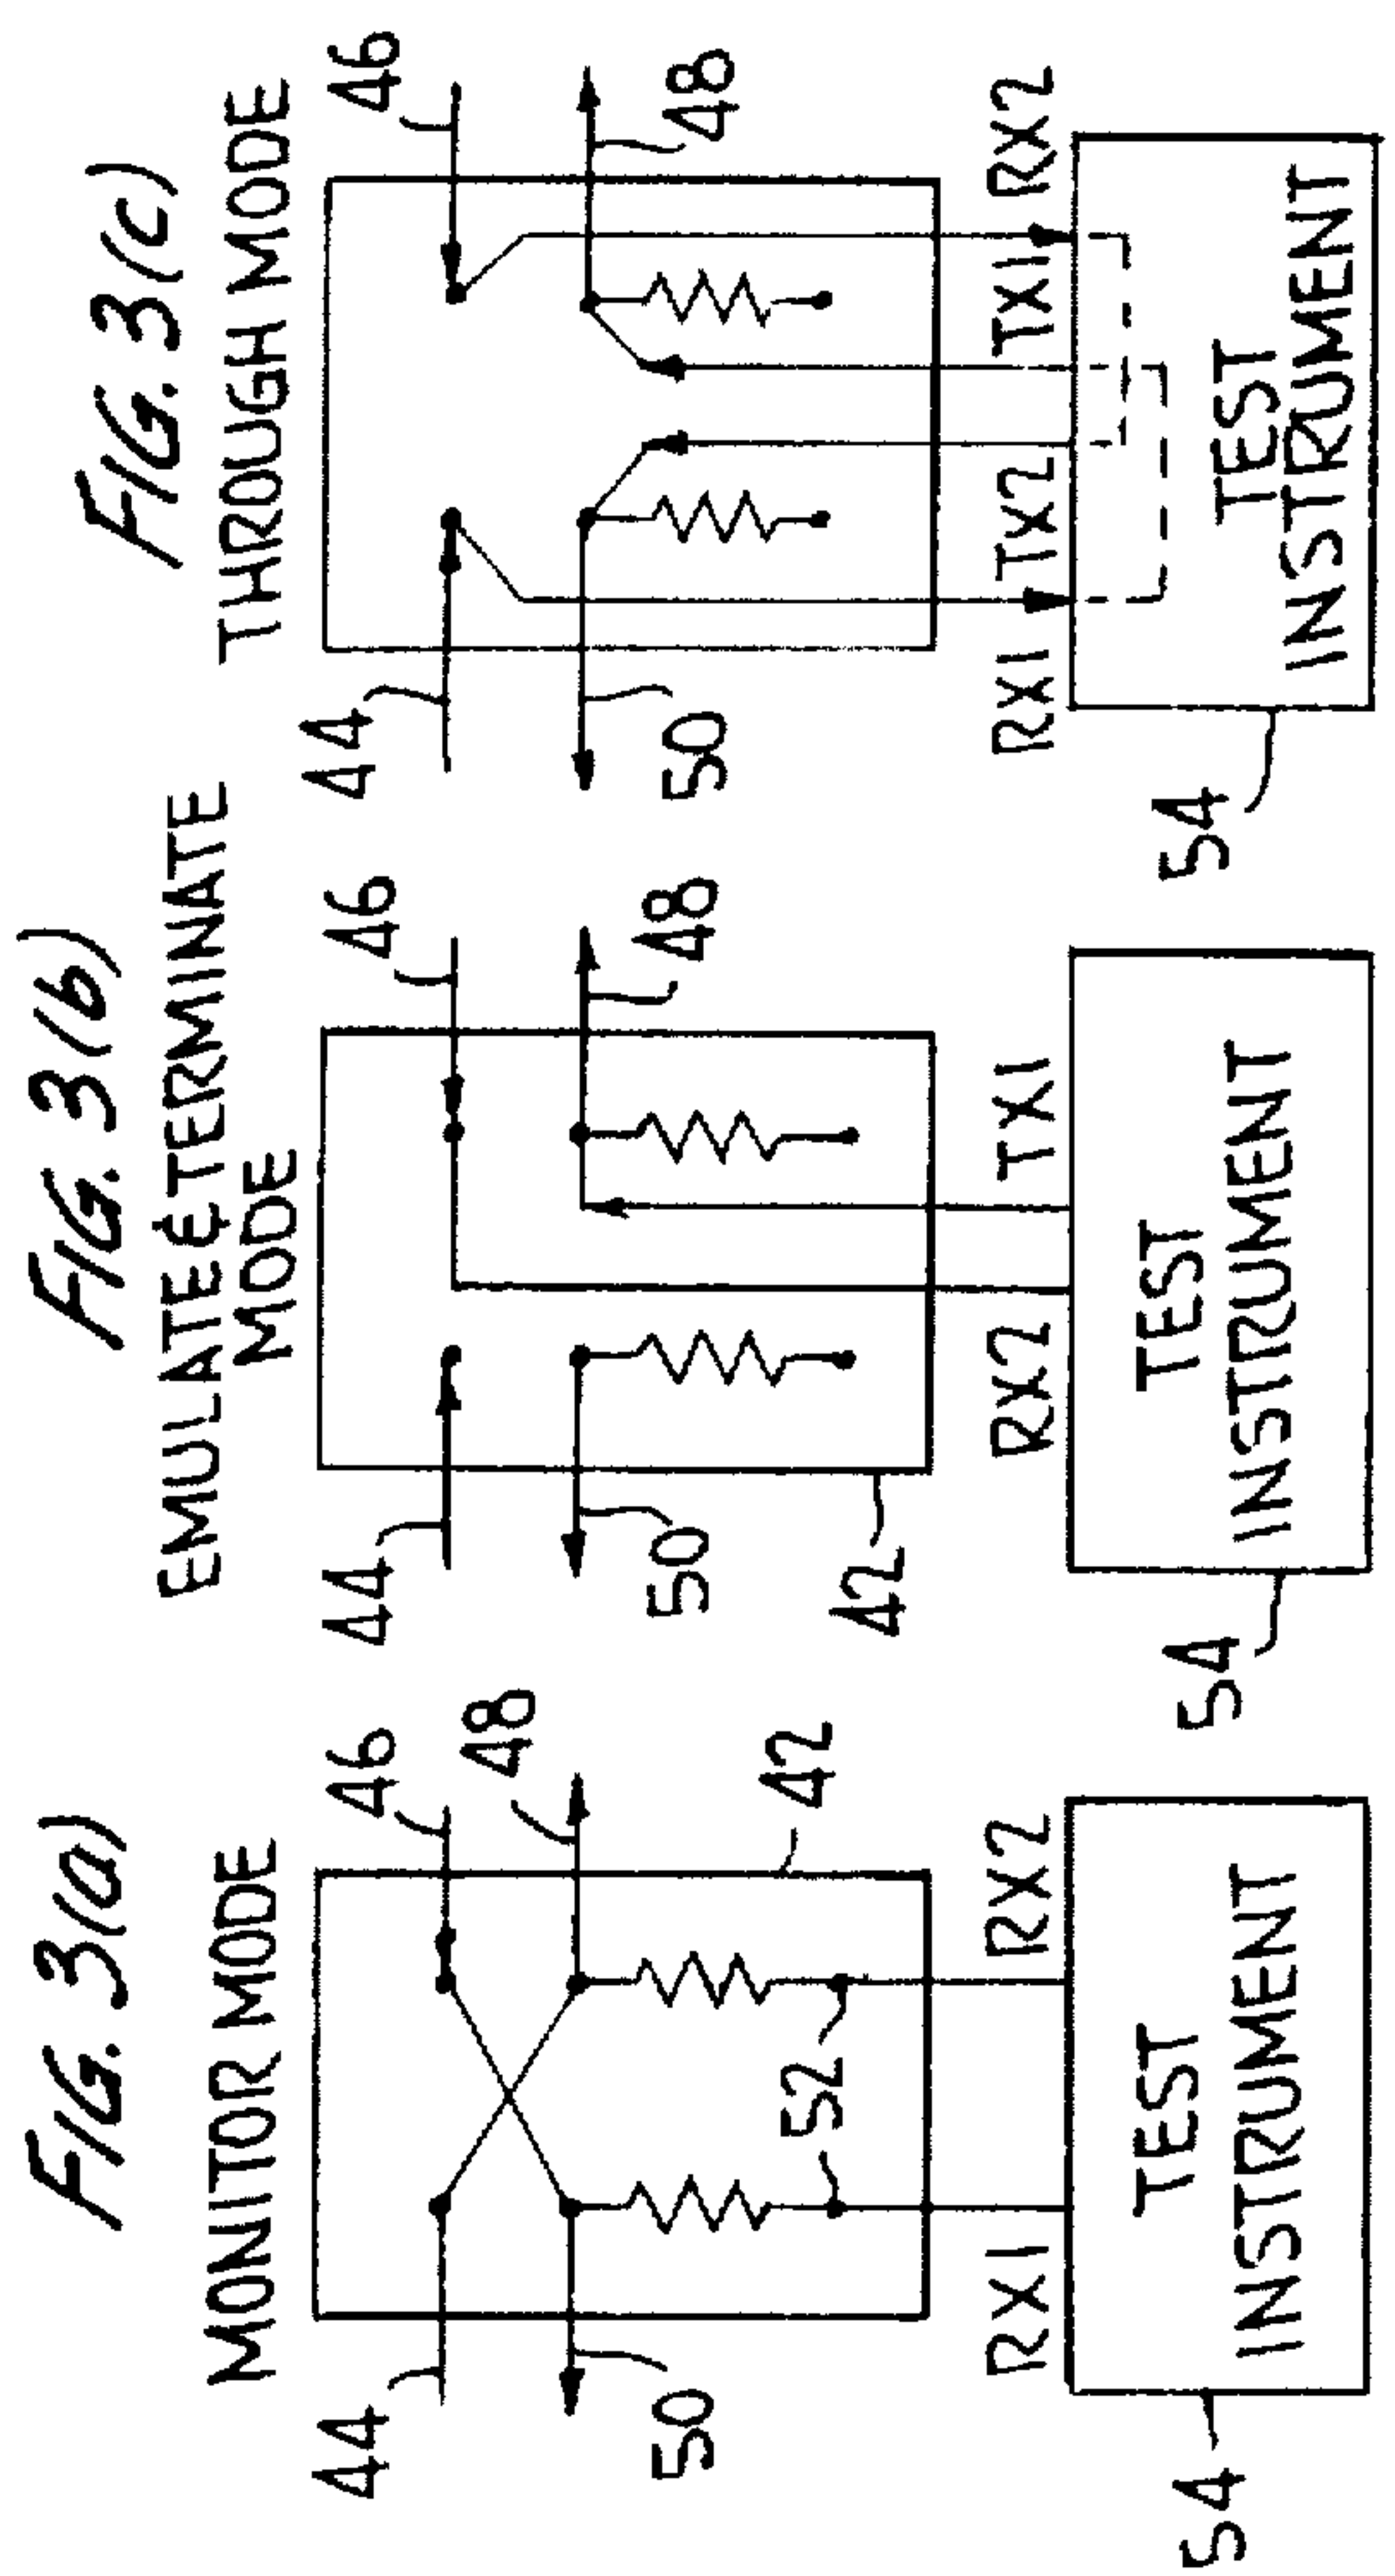 FIG. 3(a)
MONITOR MODE
44
46
48
50
42
52
RX1
RX2
TEST
INSTRUMENT
54
FIG. 3(b)
EMULATE & TERMINATE
MODE
44
46
48
50
42
RX2
TX1
TEST
INSTRUMENT
54
FIG. 3(c)
THROUGH MODE
44
46
48
50
RX1
TX2
TX1
RX2
TEST
INSTRUMENT
54